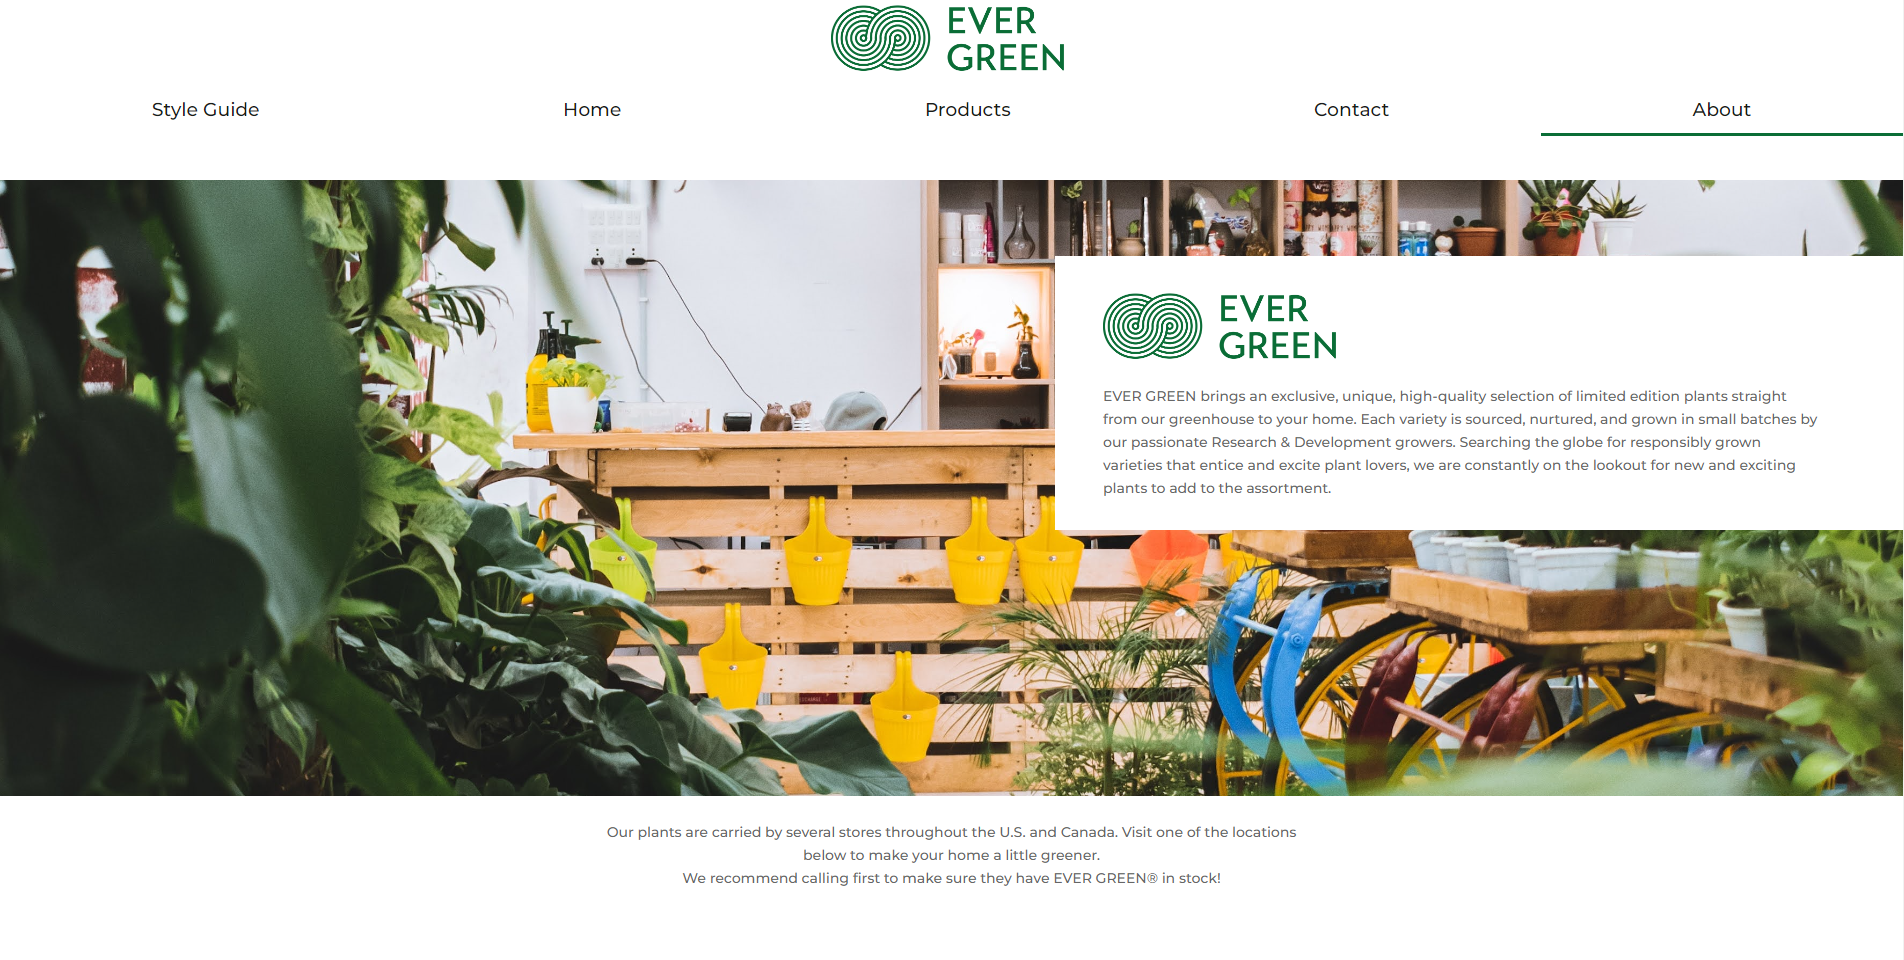 EVER
GREEN
Style Guide
Home
Products
Contact
About
EVER
GREEN
EVER GREEN brings an exclusive, unique, high-quality selection of limited edition plants straight
from our greenhouse to your home. Each variety is sourced, nurtured, and grown in small batches by
our passionate Research & Development growers. Searching the globe for responsibly grown
varieties that entice and excite plant lovers, we are constantly on the lookout for new and exciting
plants to add to the assortment.
Our plants are carried by several stores throughout the U.S. and Canada. Visit one of the locations
below to make your home a little greener.
We recommend calling first to make sure they have EVER GREEN® in stock!